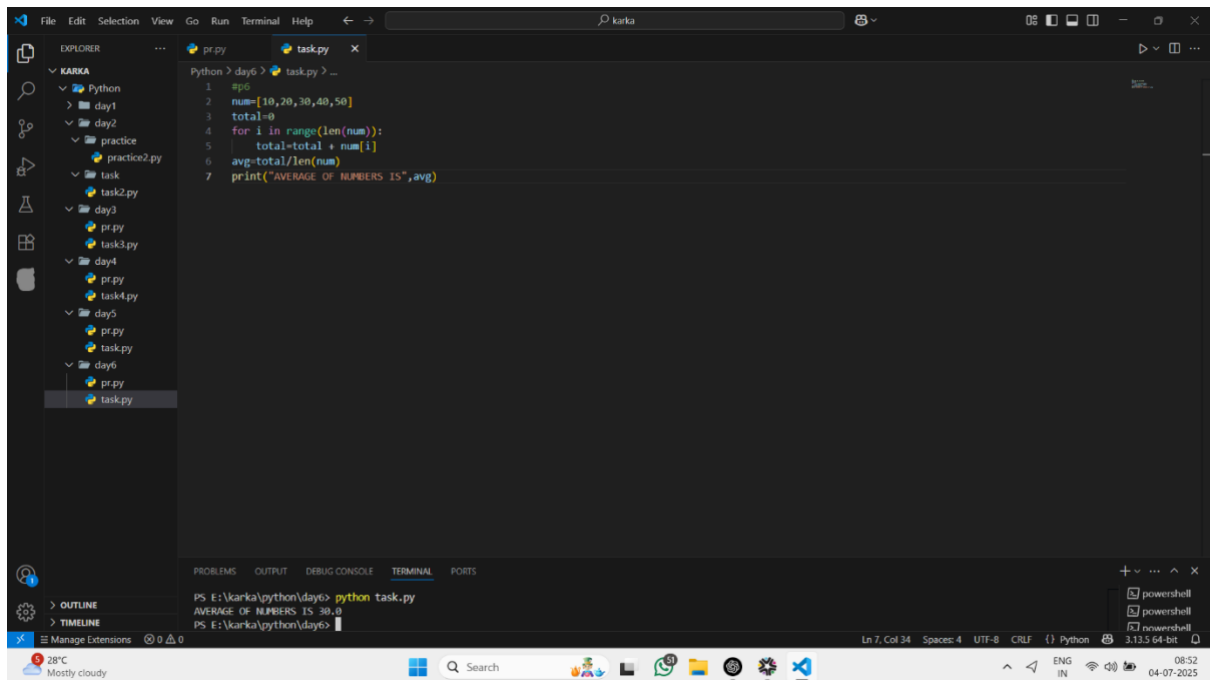 File Edit Selection View Go Run Terminal Help
karka
EXPLORER
pr.py
task.py
KARKA
Python > day6 > task.py > ...
Python
day1
day2
practice
practice2.py
task
task2.py
day3
pr.py
task3.py
day4
pr.py
task4.py
day5
pr.py
task.py
day6
pr.py
task.py
OUTLINE
TIMELINE
1 #p6
2 num=[10,20,30,40,50]
3 total=0
4 for i in range(len(num)):
5 total=total + num[i]
6 avg=total/len(num)
7 print("AVERAGE OF NUMBERS IS",avg)
PROBLEMS OUTPUT DEBUG CONSOLE TERMINAL PORTS
PS E:\karka\python\day6> python task.py
AVERAGE OF NUMBERS IS 30.0
PS E:\karka\python\day6>
powershell
powershell
powershell
1
Manage Extensions 0 0 Ln 7, Col 34 Spaces: 4 UTF-8 CRLF {} Python 3.13.5 64-bit
5
28°C
Mostly cloudy
Search
51
ENG
IN
08:52
04-07-2025